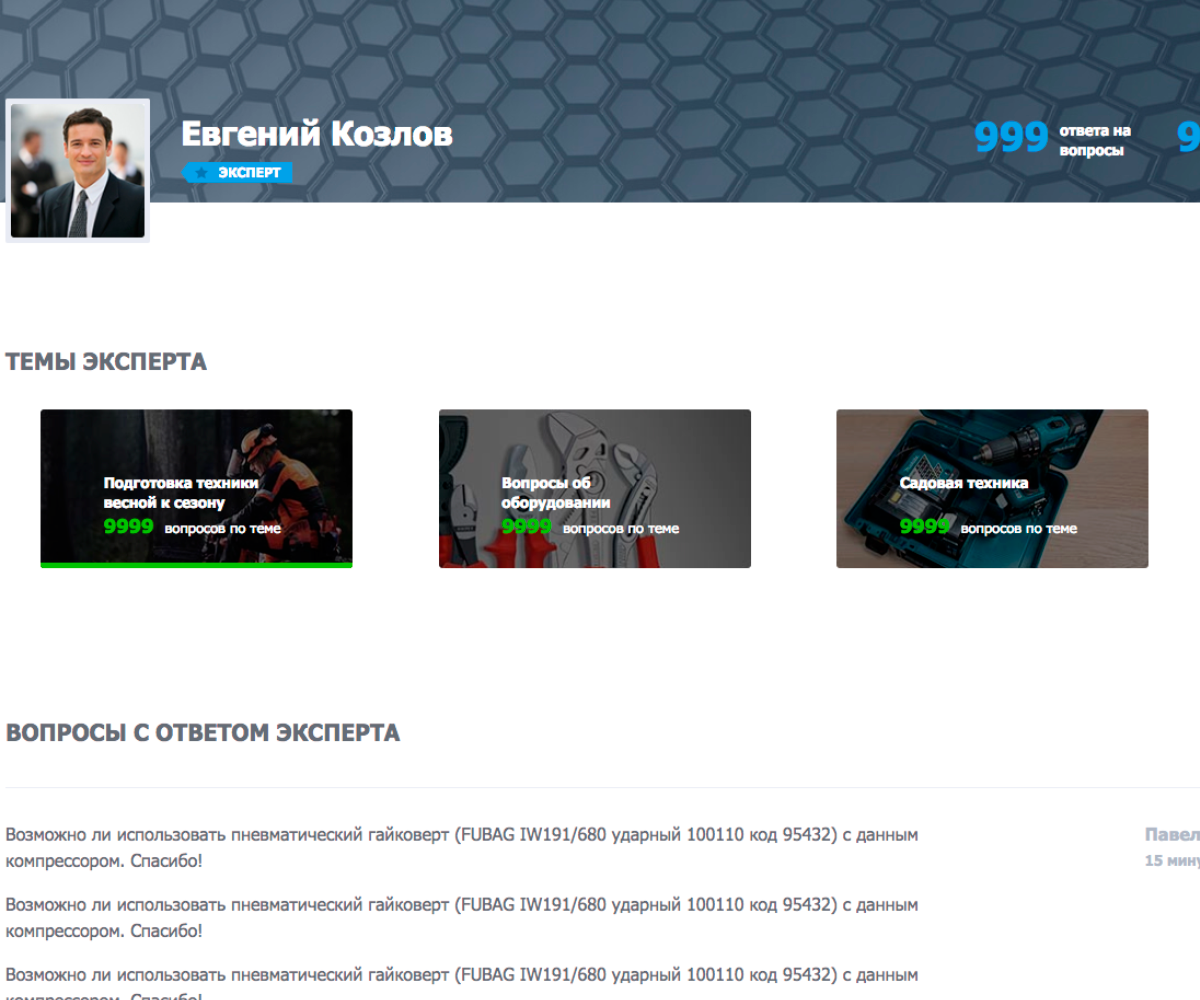 Евгений Козлов
ЭКСПЕРТ
999 ответа на
вопросы
9
ТЕМЫ ЭКСПЕРТА
Подготовка техники
весной к сезону
9999 вопросов по теме
Вопросы об
оборудовании
9999 вопросов по теме
Садовая техника
9999 вопросов по теме
ВОПРОСЫ С ОТВЕТОМ ЭКСПЕРТА
Возможно ли использовать пневматический гайковерт (FUBAG IW191/680 ударный 100110 код 95432) с данным
компрессором. Спасибо!
Павел
15 мину
Возможно ли использовать пневматический гайковерт (FUBAG IW191/680 ударный 100110 код 95432) с данным
компрессором. Спасибо!
Возможно ли использовать пневматический гайковерт (FUBAG IW191/680 ударный 100110 код 95432) с данным
компрессором. Спасибо!